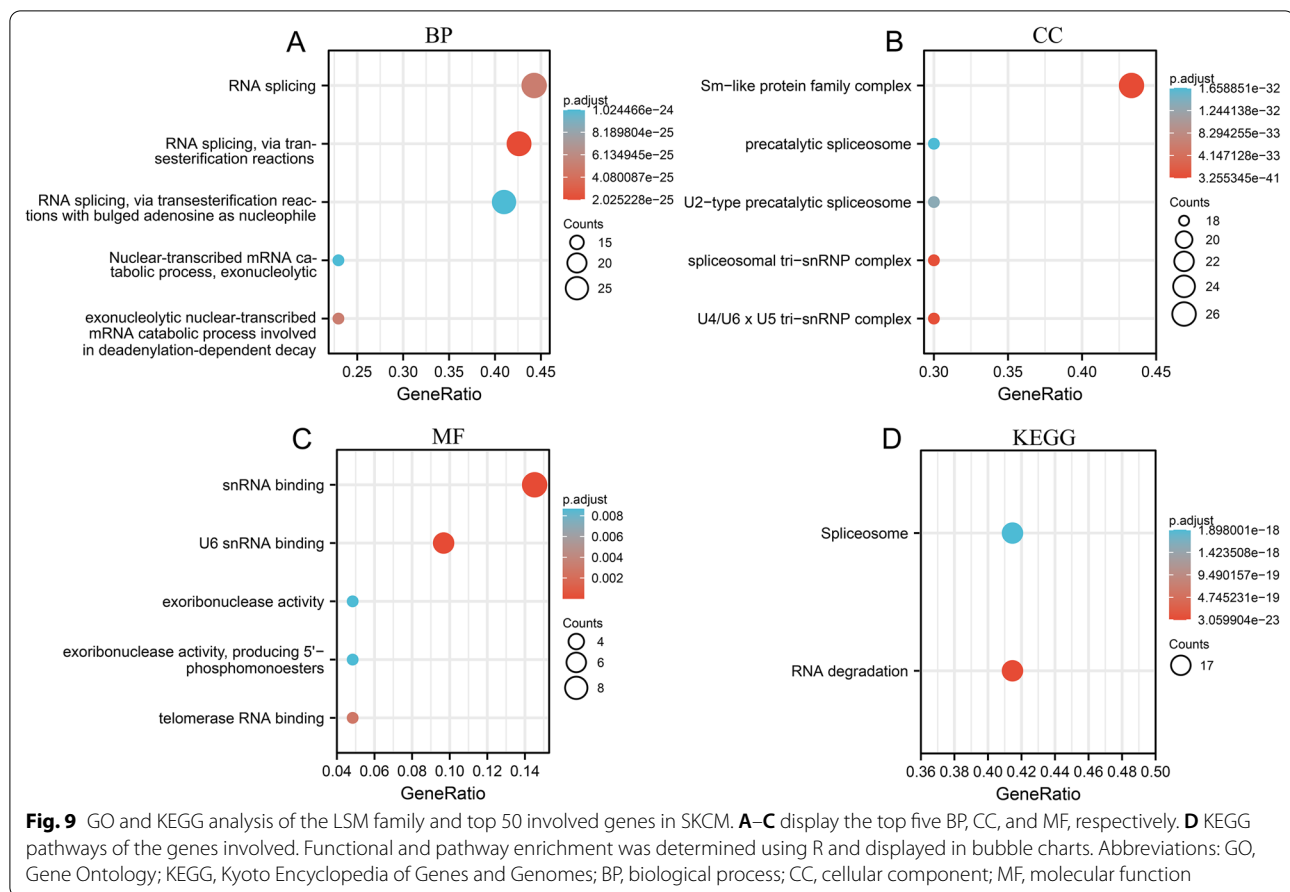 A
BP
RNA splicing
RNA splicing, via tran-
sesterification reactions
RNA splicing, via transesterification reac-
tions with bulged adenosine as nucleophile
Nuclear-transcribed mRNA ca-
tabolic process, exonucleolytic
exonucleolytic nuclear-transcribed
mRNA catabolic process involved
in deadenylation-dependent decay
0.25 0.30 0.35 0.40 0.45
GeneRatio
p.adjust
1.024466e−24
8.189804e−25
6.134945e−25
4.080087e−25
2.025228e−25
Counts
15
20
25
B
CC
Sm−like protein family complex
precatalytic spliceosome
U2−type precatalytic spliceosome
spliceosomal tri−snRNP complex
U4/U6 x U5 tri−snRNP complex
0.30 0.35 0.40 0.45
GeneRatio
p.adjust
1.658851e−32
1.244138e−32
8.294255e−33
4.147128e−33
3.255345e−41
Counts
18
20
22
24
26
C
MF
snRNA binding
U6 snRNA binding
exoribonuclease activity
exoribonuclease activity, producing 5'−
phosphomonoesters
telomerase RNA binding
0.04 0.06 0.08 0.10 0.12 0.14
GeneRatio
p.adjust
0.008
0.006
0.004
0.002
Counts
4
6
8
D
KEGG
Spliceosome
RNA degradation
0.36 0.38 0.40 0.42 0.44 0.46 0.48 0.50
GeneRatio
p.adjust
1.898001e−18
1.423508e−18
9.490157e−19
4.745231e−19
3.059904e−23
Counts
17
Fig. 9 GO and KEGG analysis of the LSM family and top 50 involved genes in SKCM. A–C display the top five BP, CC, and MF, respectively. D KEGG
pathways of the genes involved. Functional and pathway enrichment was determined using R and displayed in bubble charts. Abbreviations: GO,
Gene Ontology; KEGG, Kyoto Encyclopedia of Genes and Genomes; BP, biological process; CC, cellular component; MF, molecular function